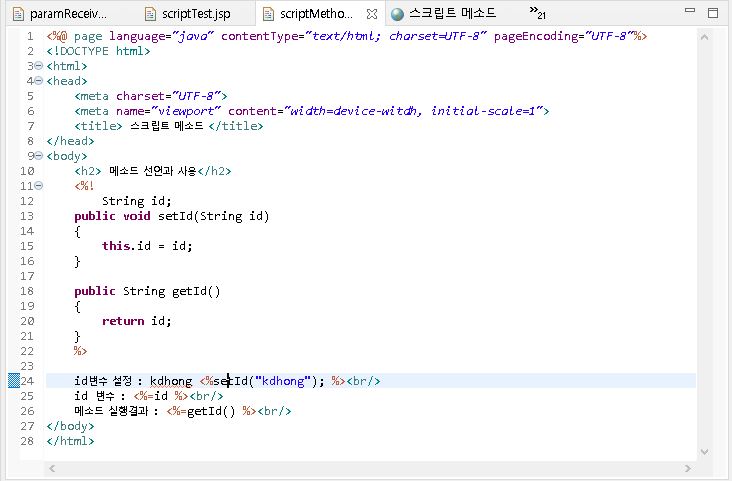 paramReceiv... scriptTest.jsp scriptMetho... 스크립트 메소드 »21
1 <%@ page language="java" contentType="text/html; charset=UTF-8" pageEncoding="UTF-8"%>
2 <!DOCTYPE html>
3 <html>
4 <head>
5 <meta charset="UTF-8">
6 <meta name="viewport" content="width=device-witdh, initial-scale=1">
7 <title> 스크립트 메소드 </title>
8 </head>
9 <body>
10 <h2> 메소드 선언과 사용</h2>
11 <%!
12 String id;
13 public void setId(String id)
14 {
15 this.id = id;
16 }
17
18 public String getId()
19 {
20 return id;
21 }
22 %>
23
24 id변수 설정 : kdhong <%setId("kdhong"); %><br/>
25 id 변수 : <%=id %><br/>
26 메소드 실행결과 : <%=getId() %><br/>
27 </body>
28 </html>